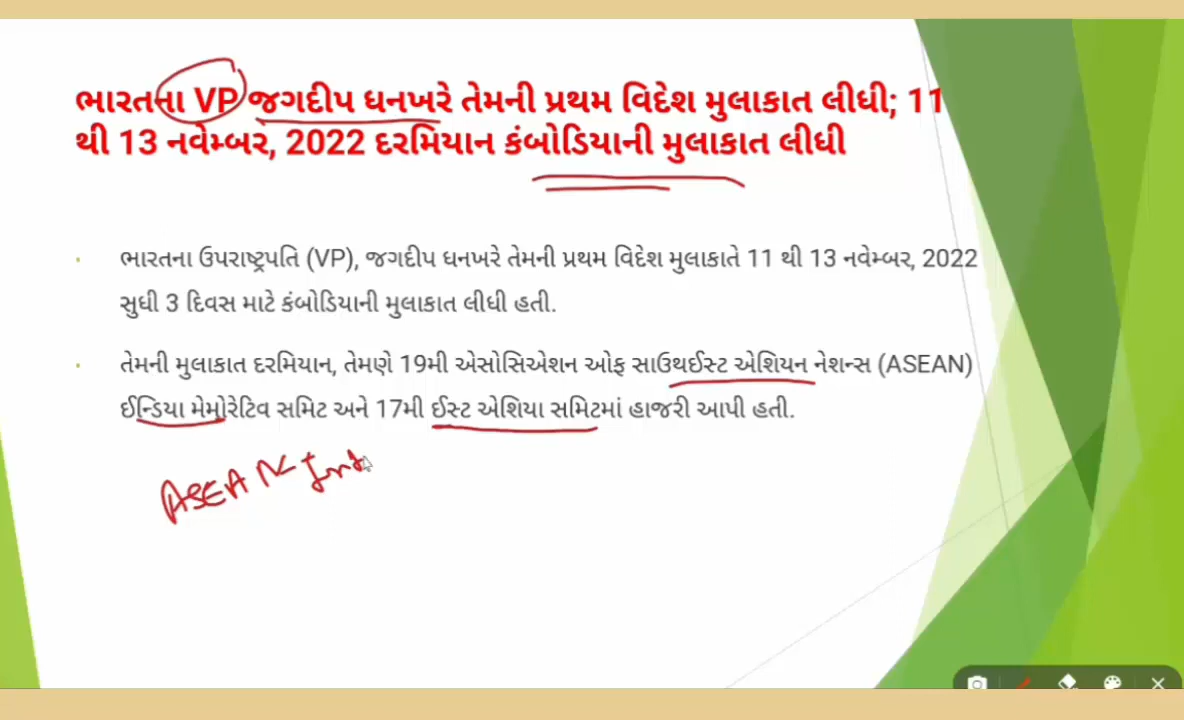 ભારતના VP જગદીપ ધનખરે તેમની પ્રથમ વિદેશ મુલાકાત લીધી; 11
થી 13 નવેમ્બર, 2022 દરમિયાન કંબોડિયાની મુલાકાત લીધી
ભારતના ઉપરાષ્ટ્રપતિ (VP), જગદીપ ધનખરે તેમની પ્રથમ વિદેશ મુલાકાતે 11 થી 13 નવેમ્બર, 2022
સુધી 3 દિવસ માટે કંબોડિયાની મુલાકાત લીધી હતી.
તેમની મુલાકાત દરમિયાન, તેમણે 19મી એસોસિએશન ઓફ સાઉથઈસ્ટ એશિયન નેશન્સ (ASEAN)
ઈન્ડિયા મેમોરેટિવ સમિટ અને 17મી ઈસ્ટ એશિયા સમિટમાં હાજરી આપી હતી.
ASEAN